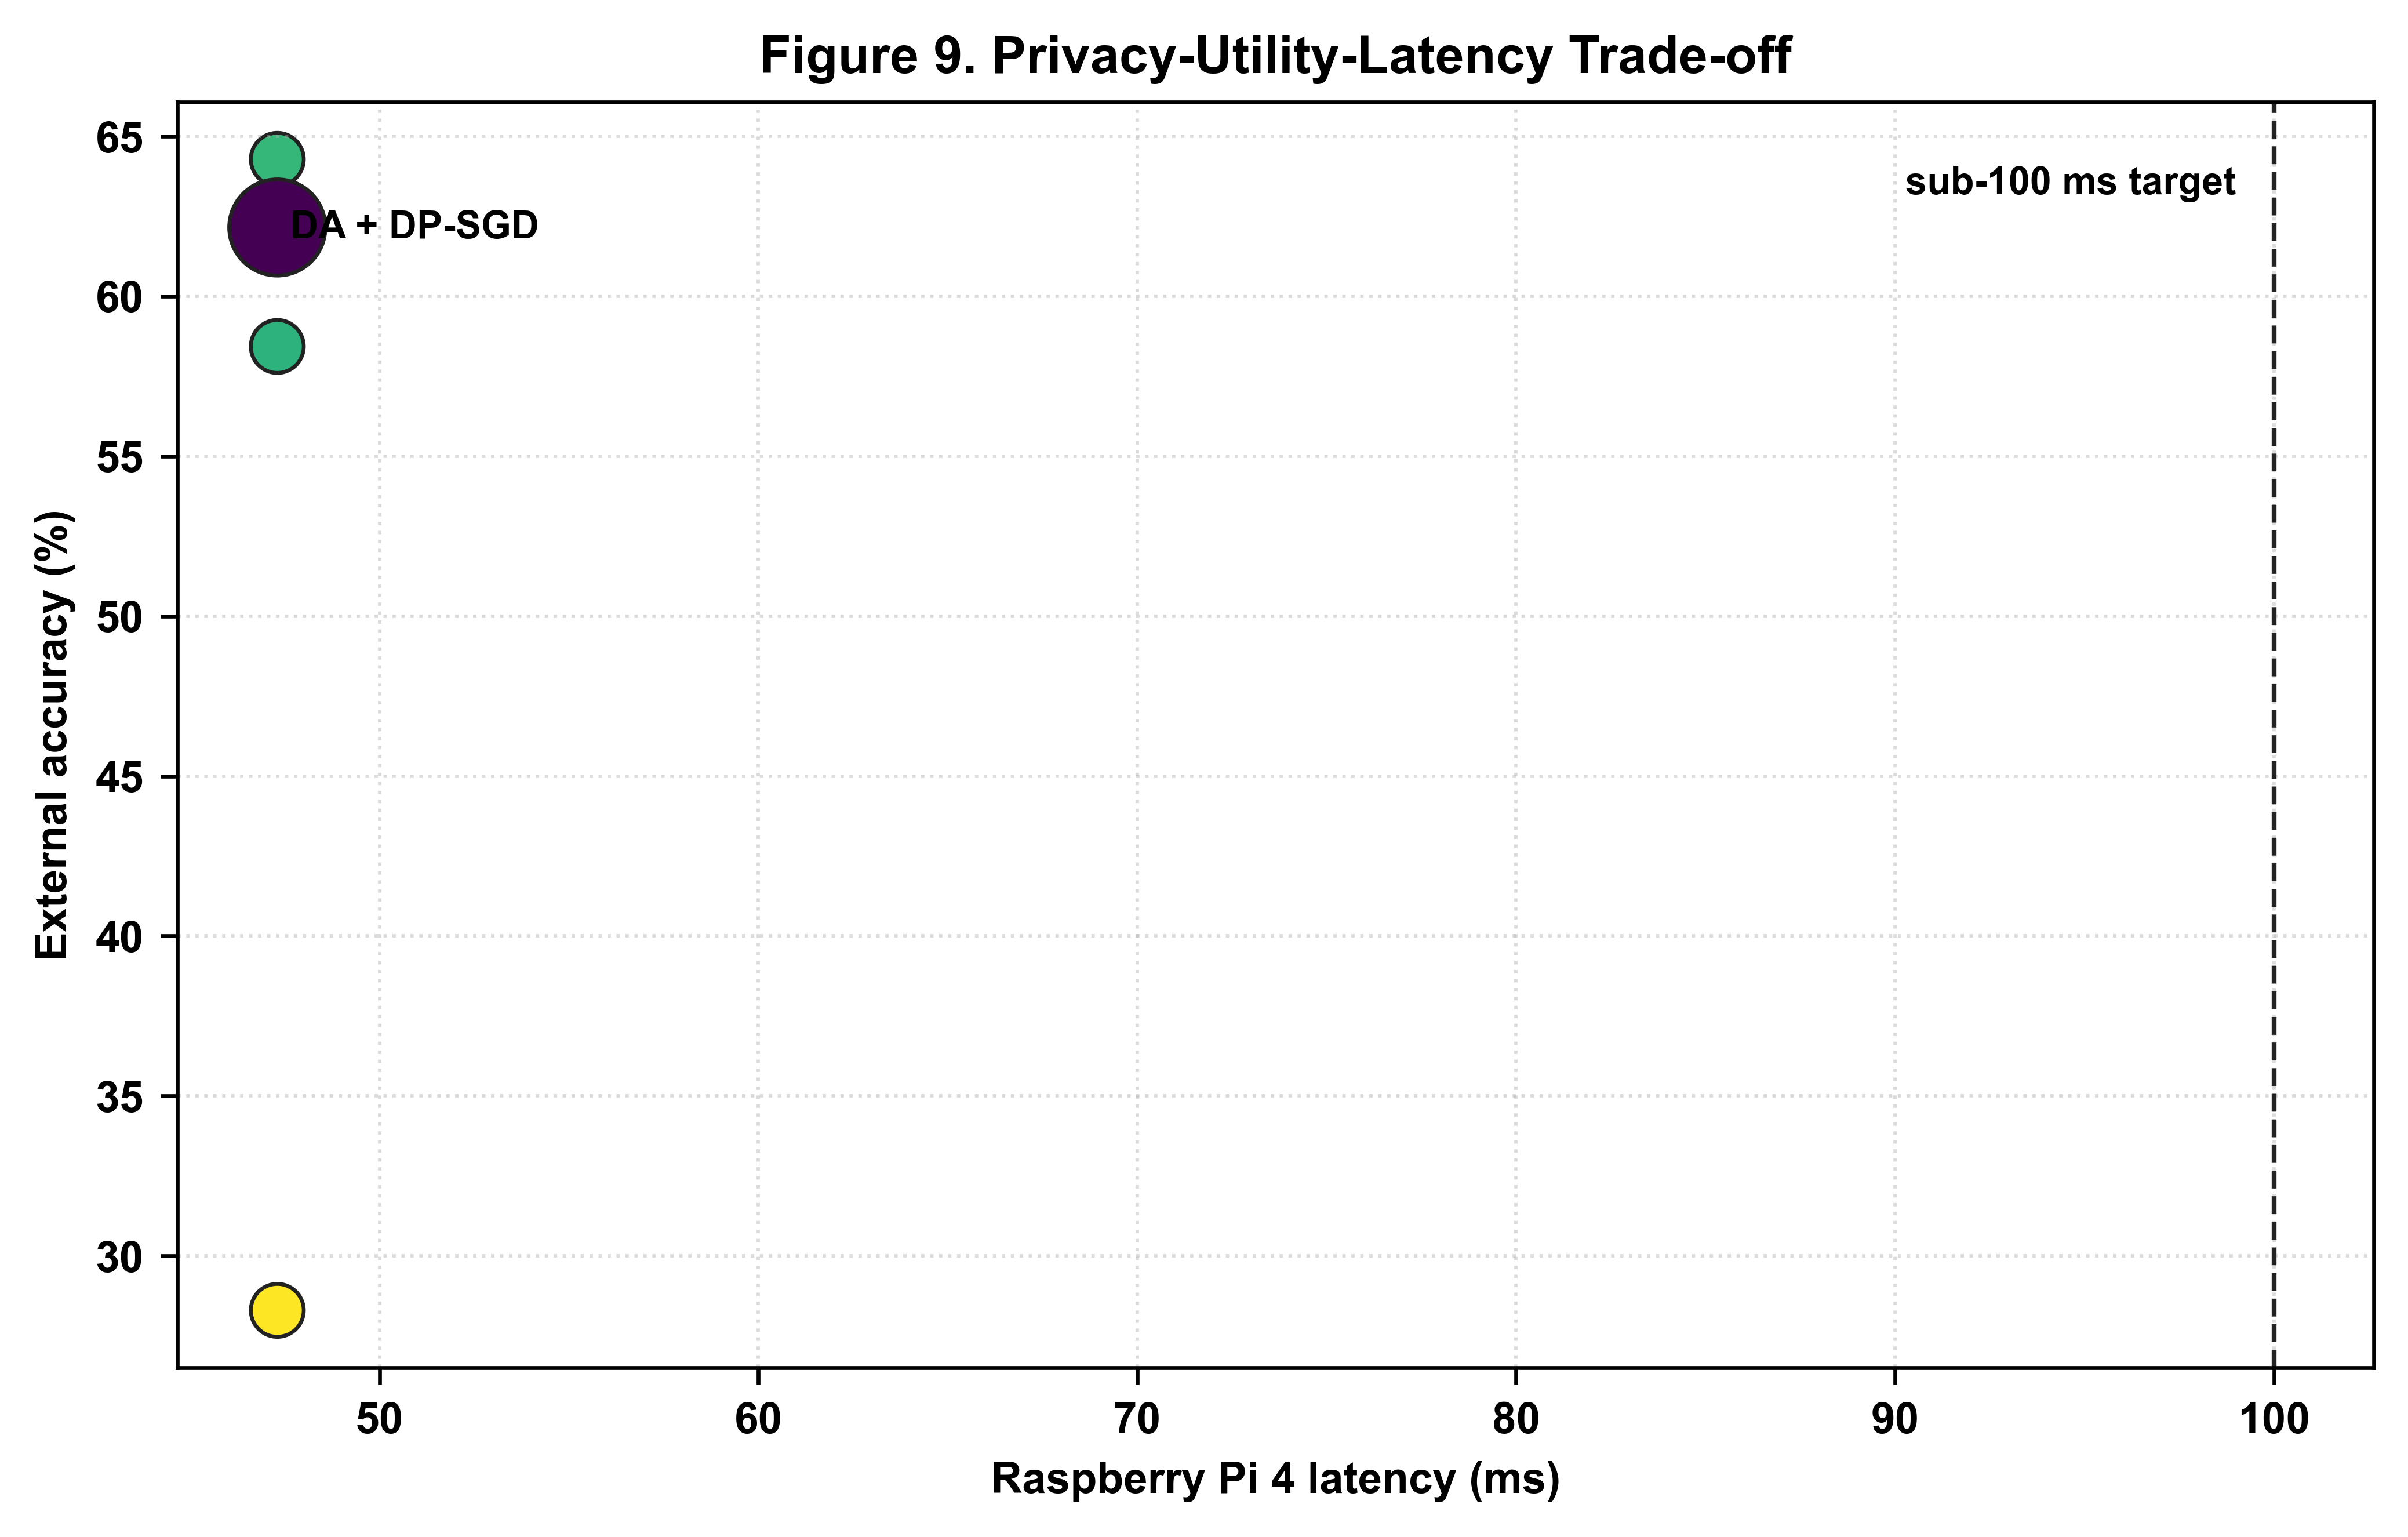 Figure 9. Privacy-Utility-Latency Trade-off
65
60
55
50
45
40
35
30
External accuracy (%)
DA + DP-SGD
sub-100 ms target
50 60 70 80 90 100
Raspberry Pi 4 latency (ms)